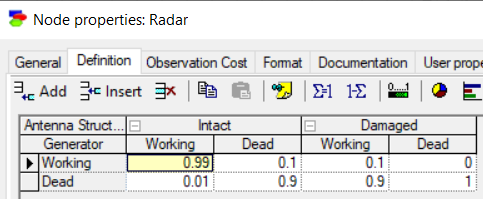 Node properties: Radar
General Definition Observation Cost Format Documentation User prope
Add Insert Σ=1 1-Σ
Antenna Struct... Intact Damaged
Generator Working Dead Working Dead
Working 0.99 0.1 0.1 0
Dead 0.01 0.9 0.9 1